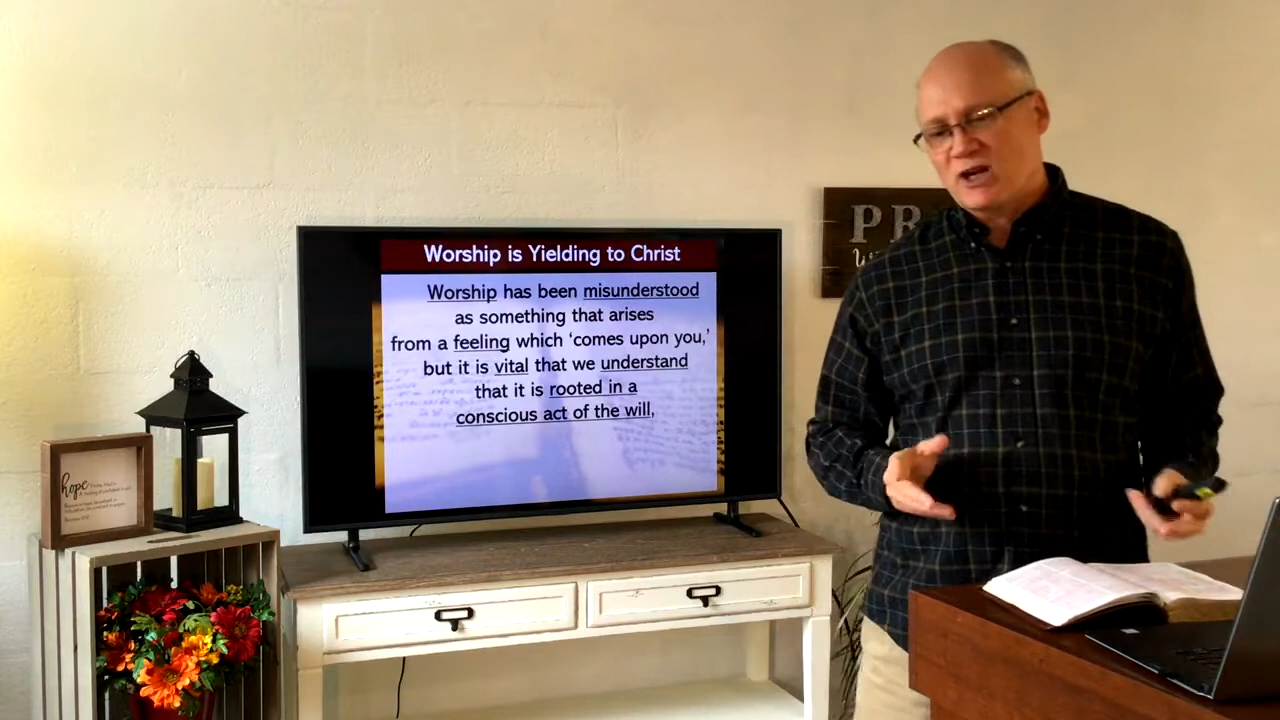 Worship is Yielding to Christ
Worship has been misunderstood
as something that arises
from a feeling which ‘comes upon you,’
but it is vital that we understand
that it is rooted in a
conscious act of the will,
PR
hope